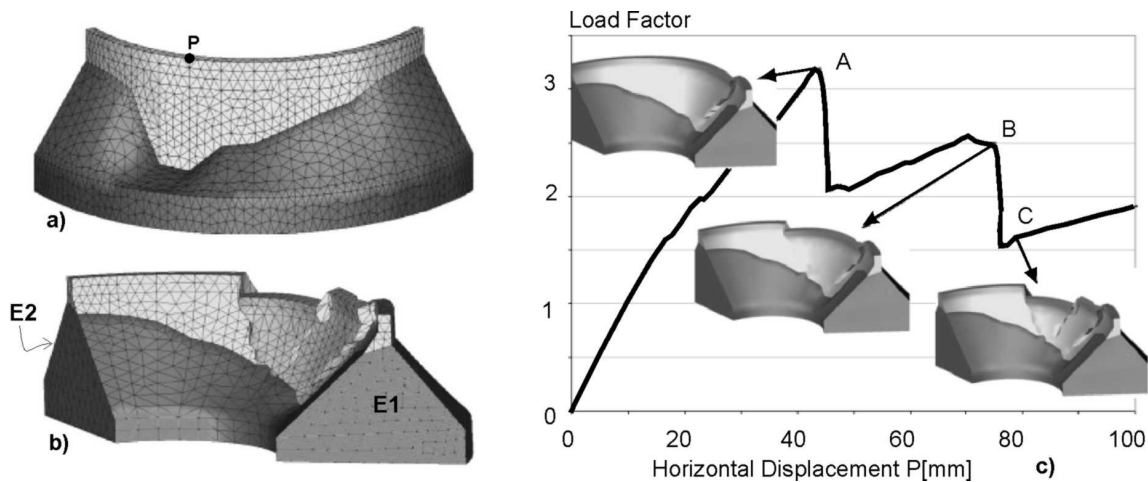 P
a)
E2
E1
b)
Load Factor
3
2
1
0
A
B
C
0
20
40
60
80
100
Horizontal Displacement P[mm]
c)